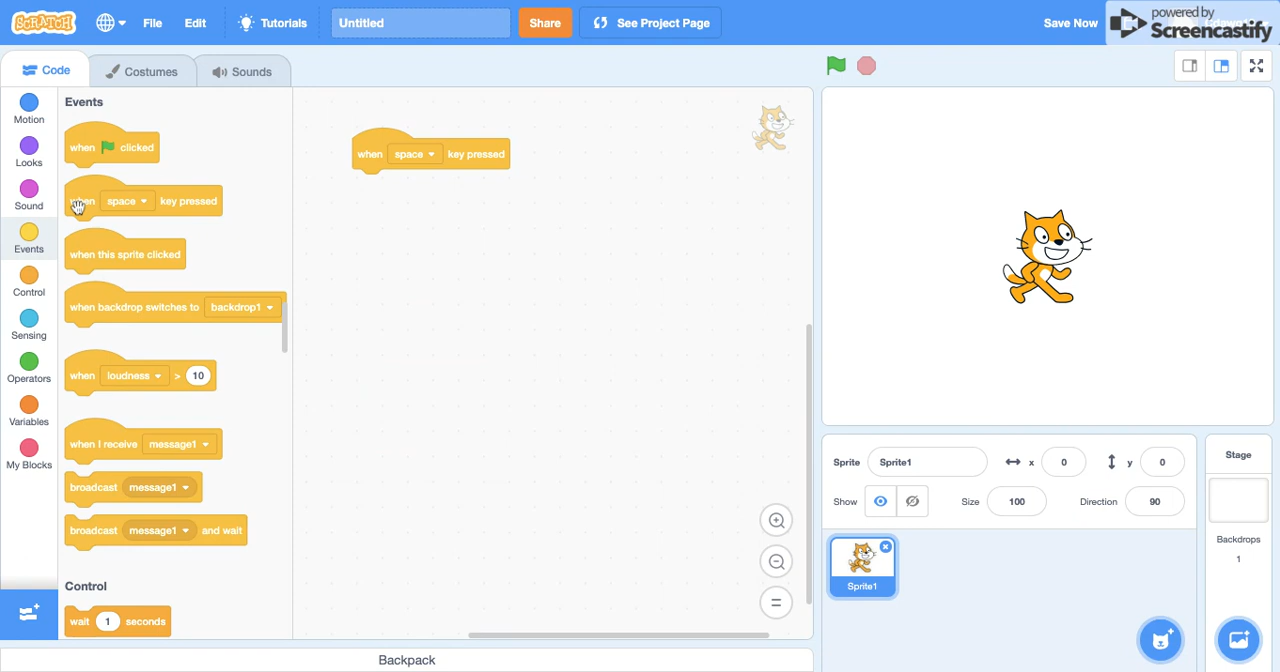 SCRATCH File Edit Tutorials Untitled Share See Project Page Save Now
powered by
Screencastify
Code Costumes Sounds
Motion
Looks
Sound
Events
Control
Sensing
Operators
Variables
My Blocks
Events
when clicked
when space key pressed
when this sprite clicked
when backdrop switches to backdrop1
when loudness > 10
when I receive message1
broadcast message1
broadcast message1 and wait
Control
wait 1 seconds
when space key pressed
Backpack
Sprite Sprite1 x 0 y 0
Show Size 100 Direction 90
Sprite1
Stage
Backdrops
1